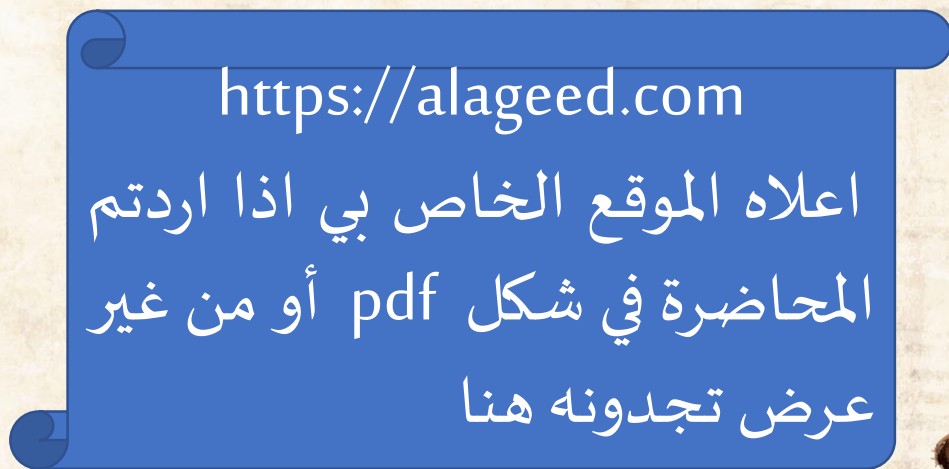 https://alageed.com
اعلاه الموقع الخاص بي اذا اردتم
المحاضرة في شكل pdf أو من غير
عرض تجدونه هنا